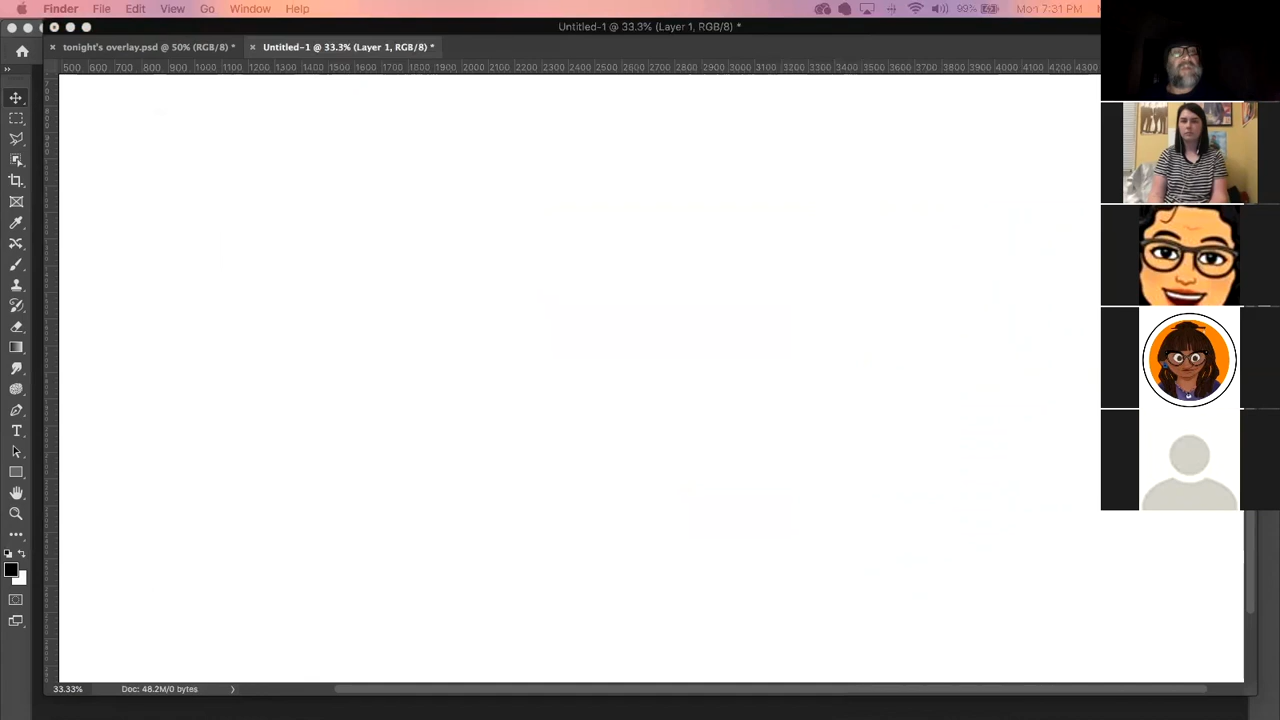 Finder File Edit View Go Window Help 99% Mon 7:31 PM
Untitled-1 @ 33.3% (Layer 1, RGB/8) *
× tonight's overlay.psd @ 50% (RGB/8) * × Untitled-1 @ 33.3% (Layer 1, RGB/8) *
500 600 700 800 900 1000 1100 1200 1300 1400 1500 1600 1700 1800 1900 2000 2100 2200 2300 2400 2500 2600 2700 2800 2900 3000 3100 3200 3300 3400 3500 3600 3700 3800 3900 4000 4100 4200 4300
T
33.33% Doc: 48.2M/0 bytes >